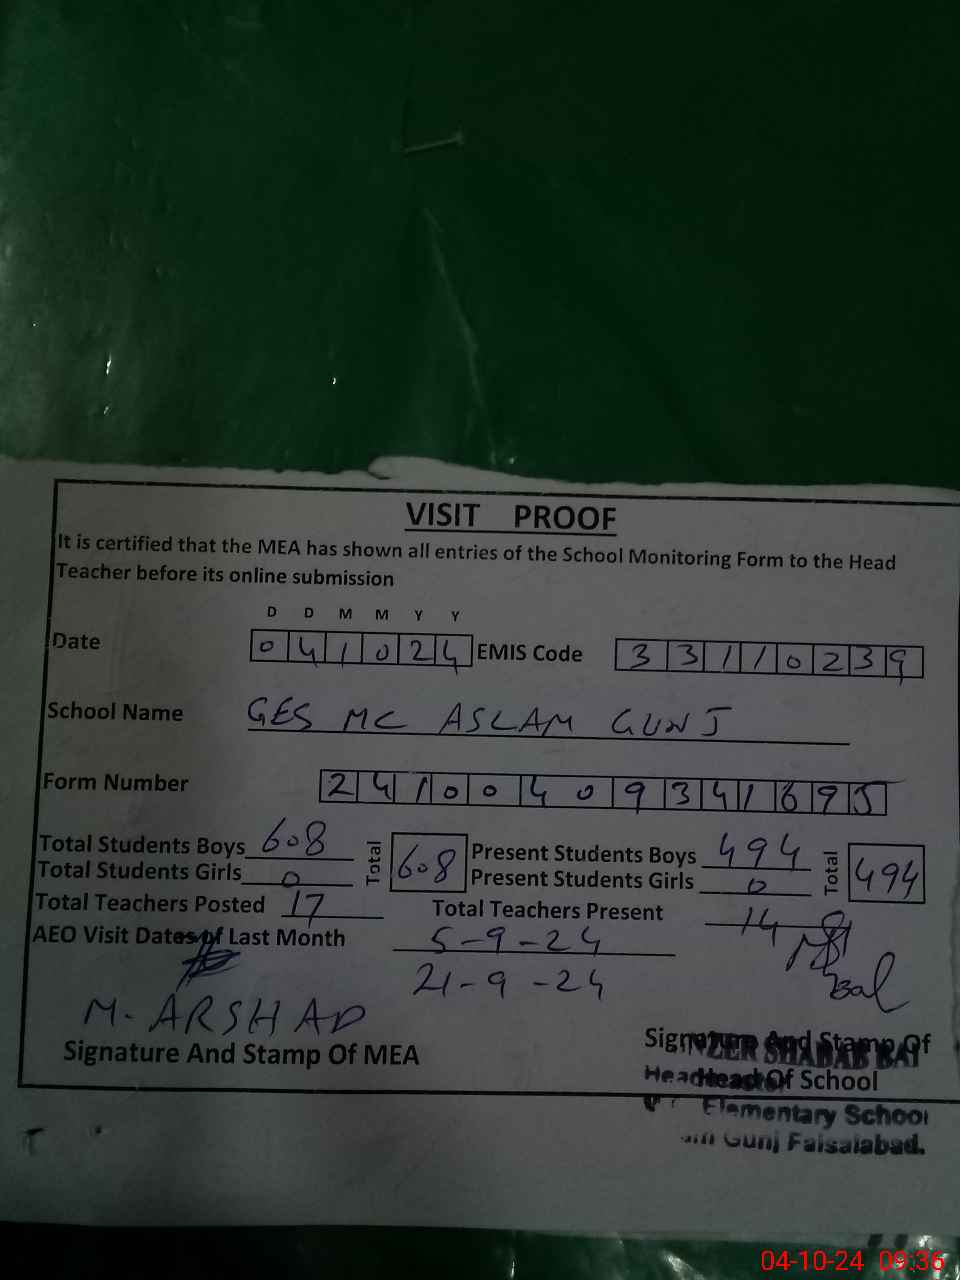 VISIT PROOF
It is certified that the MEA has shown all entries of the School Monitoring Form to the Head
Teacher before its online submission
D D M M Y Y
Date 041024 EMIS Code 33110239
School Name GES MC ASLAM GUNJ
Form Number 24100409341695
Total Students Boys 608 Total 608 Present Students Boys 494 Total 494
Total Students Girls 0 Present Students Girls 0
Total Teachers Posted 17 Total Teachers Present 14
AEO Visit Dates of Last Month 5-9-24
21-9-24
M. ARSHAD
Signature And Stamp Of MEA
Signature And Stamp Of
Head Of School
SHABAB
Elementary School
Gunj Faisalabad.
04-10-24 09:36